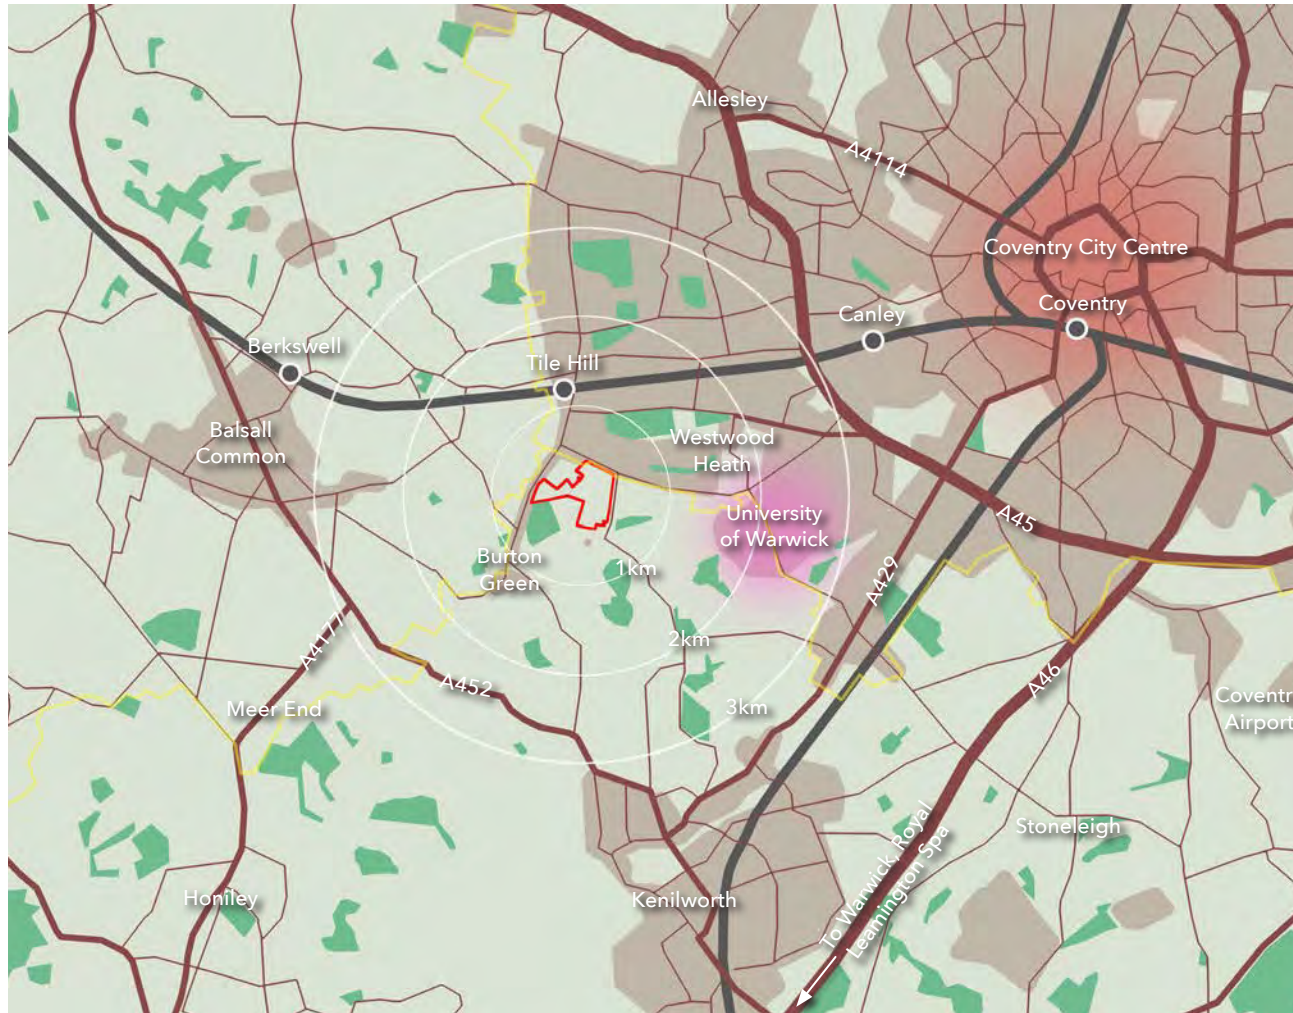 Allesley
A4114
Coventry City Centre
Coventry
Canley
Berkswell
Tile Hill
Balsall
Common
Westwood
Heath
University
of Warwick
A45
Burton
Green
1km
A429
A4177
2km
A452
A46
3km
Meer End
Coventr
Airport
To Warwick, Royal
Leamington Spa
Stoneleigh
Honiley
Kenilworth